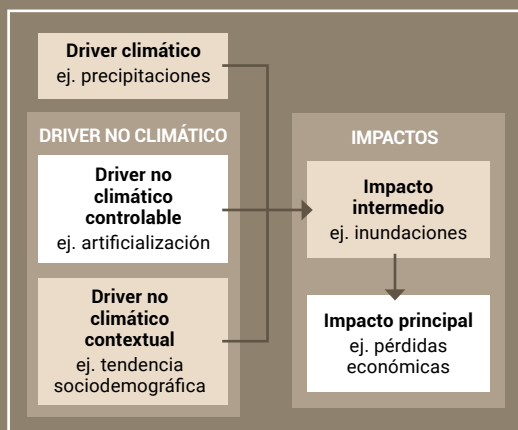 Driver climático
ej. precipitaciones
DRIVER NO CLIMÁTICO
Driver no
climático
controlable
ej. artificialización
Driver no
climático
contextual
ej. tendencia
sociodemográfica
IMPACTOS
Impacto
intermedio
ej. inundaciones
Impacto principal
ej. pérdidas
económicas